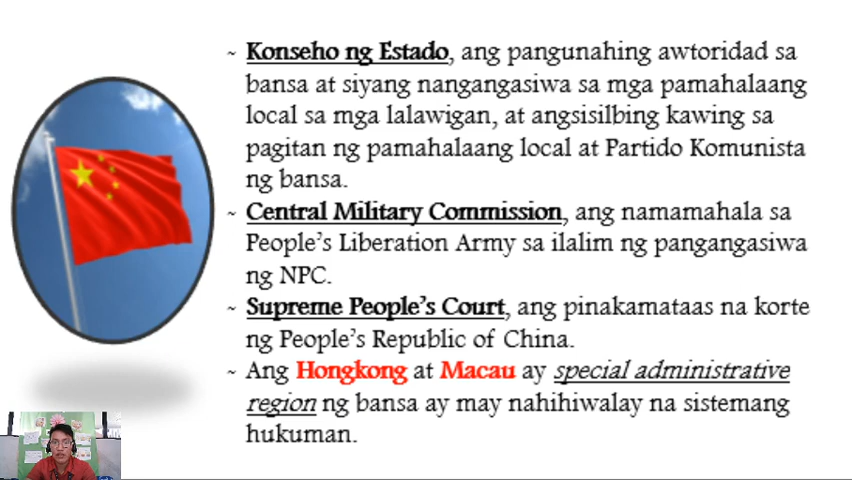 ~ Konseho ng Estado, ang pangunahing awtoridad sa
bansa at siyang nangangasiwa sa mga pamahalaang
local sa mga lalawigan, at angsisilbing kawing sa
pagitan ng pamahalaang local at Partido Komunista
ng bansa.
~ Central Military Commission, ang namamahala sa
People's Liberation Army sa ilalim ng pangangasiwa
ng NPC.
~ Supreme People's Court, ang pinakamataas na korte
ng People's Republic of China.
~ Ang Hongkong at Macau ay special administrative
region ng bansa ay may nahihiwalay na sistemang
hukuman.